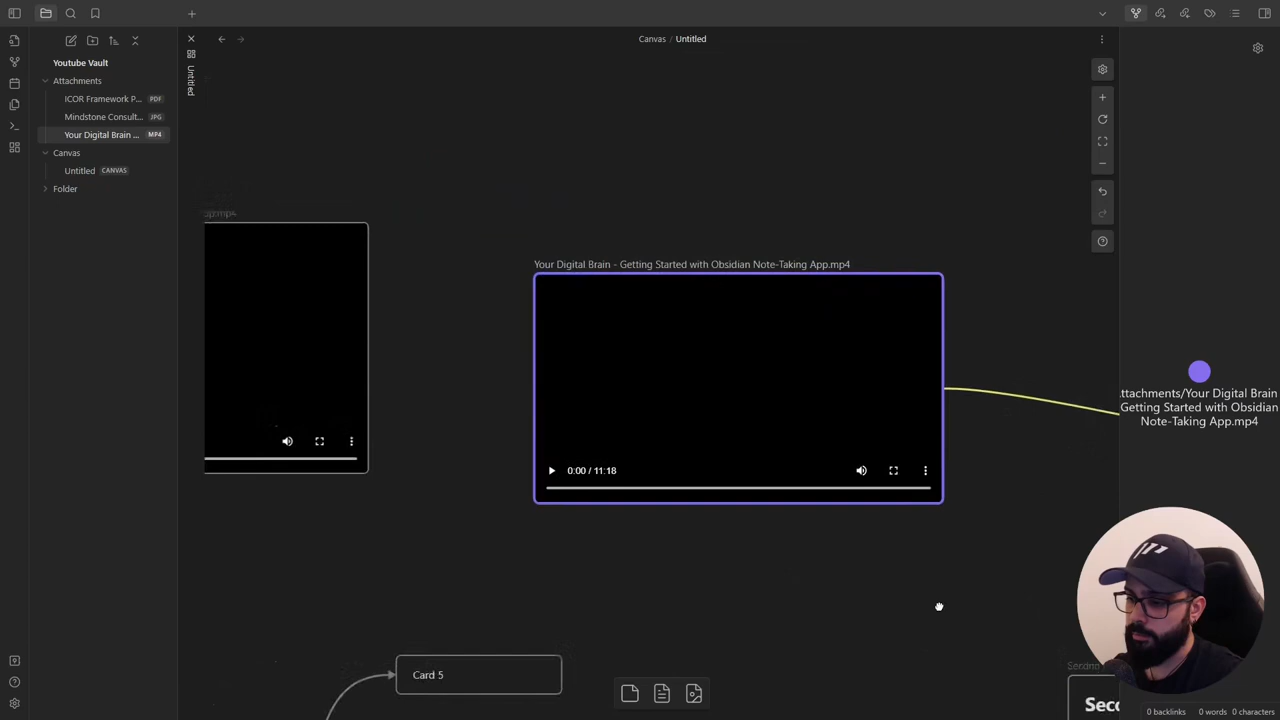 Canvas / Untitled
Youtube Vault
Attachments
ICOR Framework P... PDF
Mindstone Consult... JPG
Your Digital Brain ... MP4
Canvas
Untitled CANVAS
Folder
Untitled
Your Digital Brain - Getting Started with Obsidian Note-Taking App.mp4
0:00 / 11:18
ttachments/Your Digital Brain
Getting Started with Obsidian
Note-Taking App.mp4
Card 5
Seco
0 backlinks 0 words 0 characters